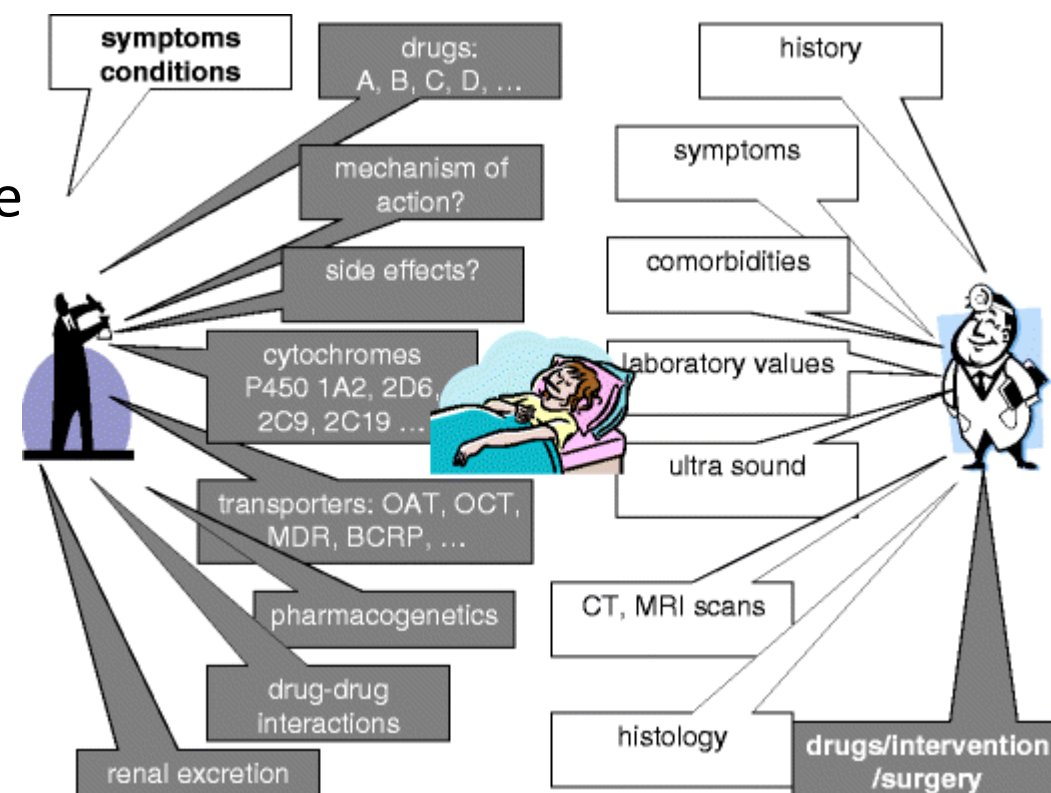 symptoms
conditions
drugs:
A, B, C, D, ...
mechanism of
action?
side effects?
cytochromes
P450 1A2, 2D6,
2C9, 2C19 ...
transporters: OAT, OCT,
MDR, BCRP, ...
pharmacogenetics
drug-drug
interactions
renal excretion
history
symptoms
comorbidities
laboratory values
ultra sound
CT, MRI scans
histology
drugs/intervention
/surgery